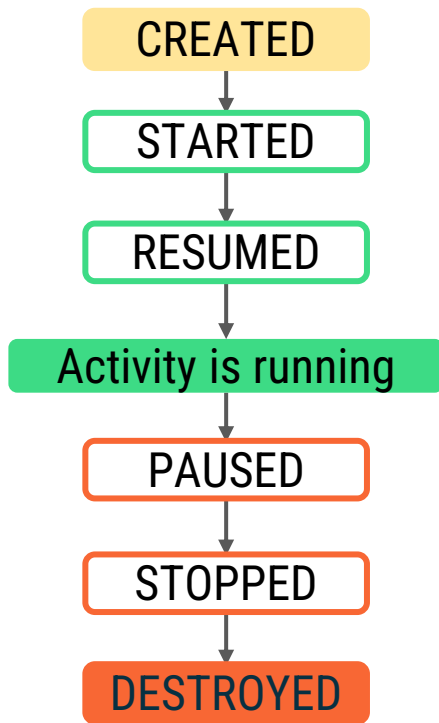 CREATED
STARTED
RESUMED
Activity is running
PAUSED
STOPPED
DESTROYED